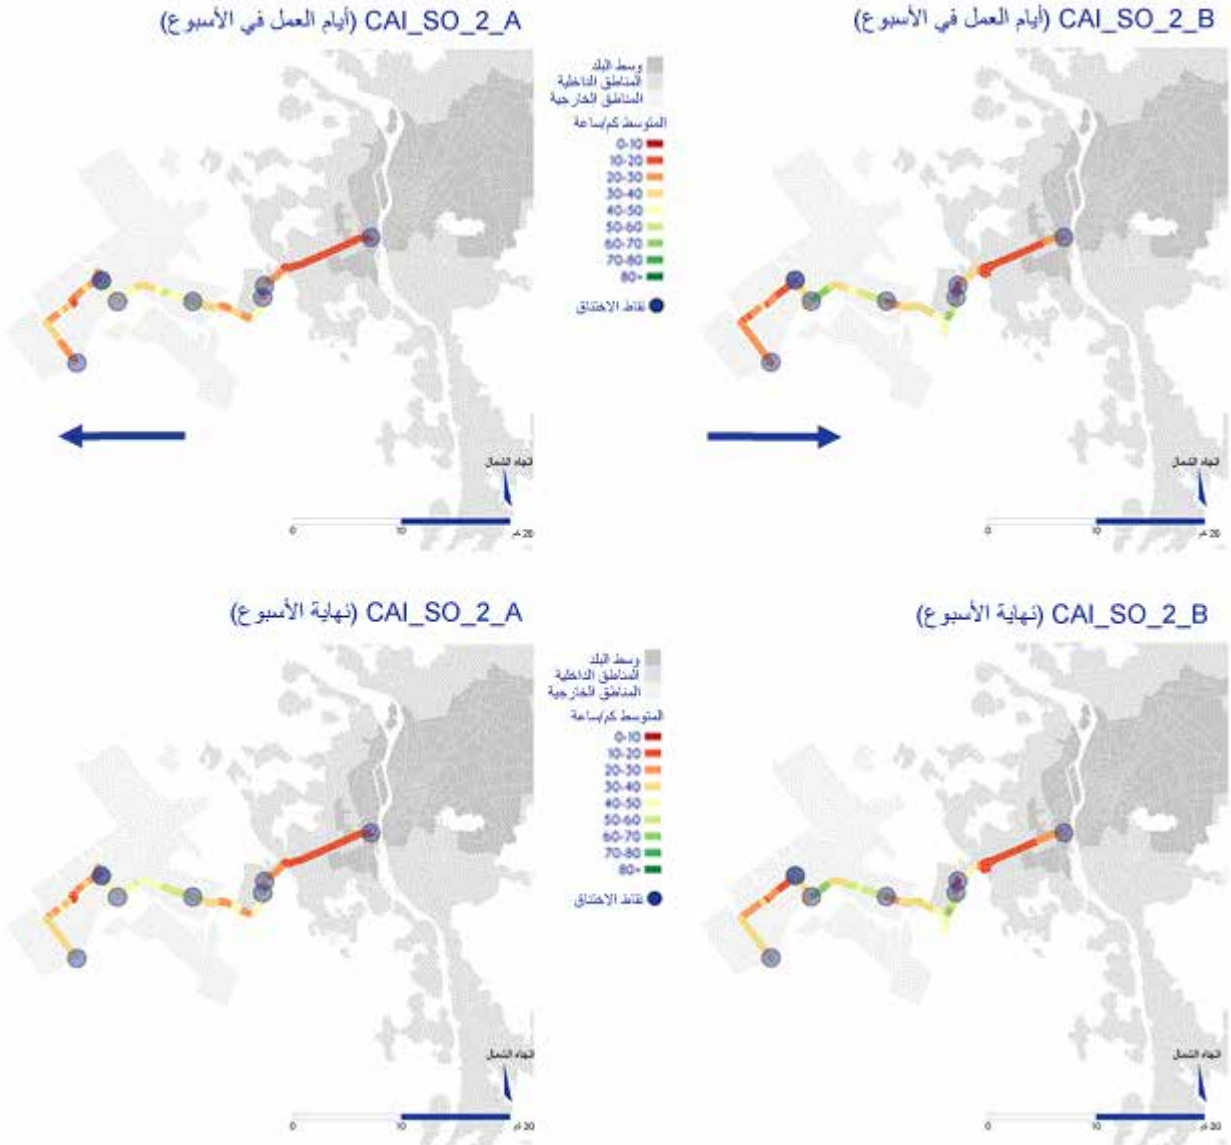 CAI_SO_2_A (أيام العمل في الأسبوع)
وسط البلد
المناطق الداخلية
المناطق الخارجية
المتوسط كم/ساعة
0-10
10-20
20-30
30-40
40-50
50-60
60-70
70-80
80+
نقاط الاختناق
اتجاه الشمال
0
10
20 كم
CAI_SO_2_B (أيام العمل في الأسبوع)
اتجاه الشمال
0
10
20 كم
CAI_SO_2_A (نهاية الأسبوع)
وسط البلد
المناطق الداخلية
المناطق الخارجية
المتوسط كم/ساعة
0-10
10-20
20-30
30-40
40-50
50-60
60-70
70-80
80+
نقاط الاختناق
اتجاه الشمال
0
10
20 كم
CAI_SO_2_B (نهاية الأسبوع)
اتجاه الشمال
0
10
20 كم